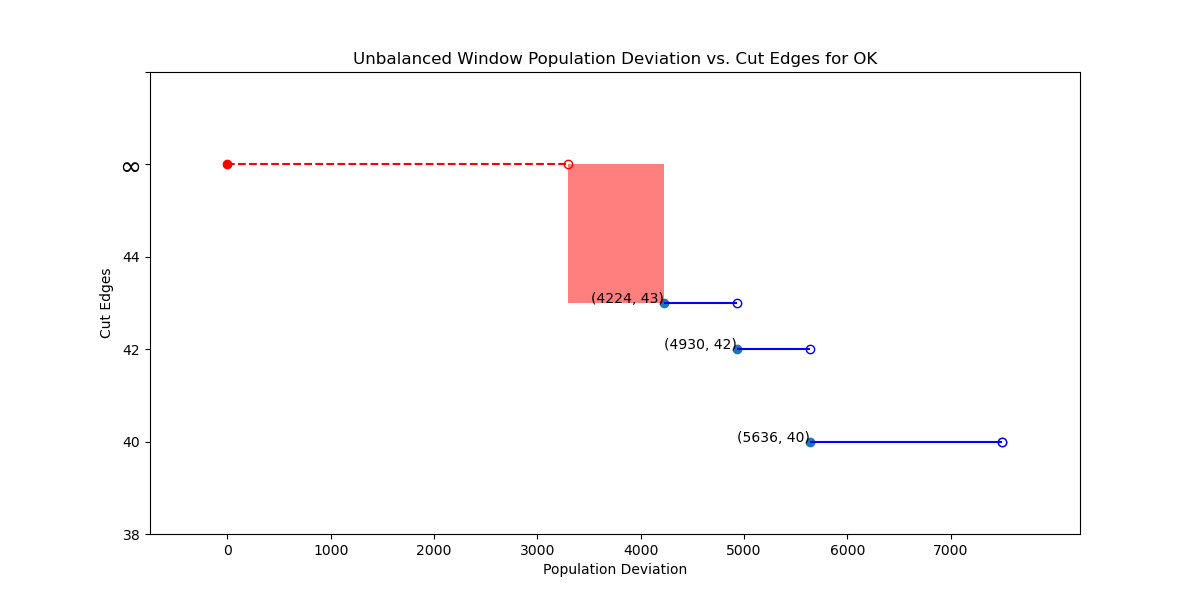 Unbalanced Window Population Deviation vs. Cut Edges for OK
∞
44
42
40
38
Cut Edges
(4224, 43)
(4930, 42)
(5636, 40)
0 1000 2000 3000 4000 5000 6000 7000
Population Deviation